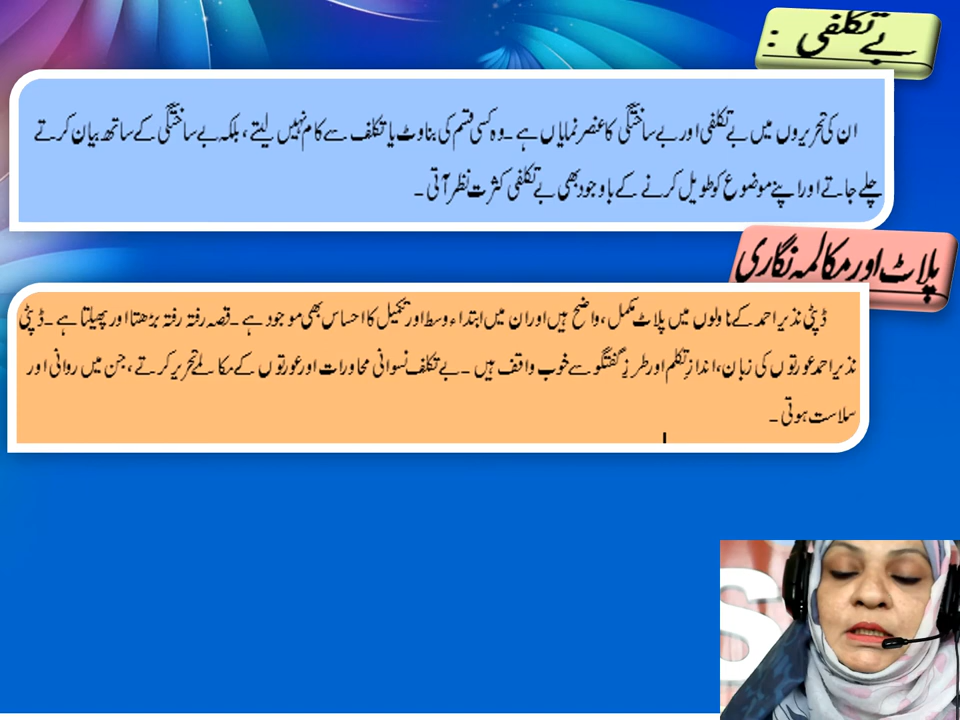 بے تکلفی :
ان کی تحریروں میں بے تکلفی اور بے ساختگی کا عنصر نمایاں ہے۔ وہ کسی قسم کی بناوٹ یا تکلف سے کام نہیں لیتے، بلکہ بے ساختگی کے ساتھ بیان کرتے
چلے جاتے اور اپنے موضوع کو طویل کرنے کے باوجود بھی بے تکلفی کثرت نظر آتی ۔
پلاٹ اور مکالمہ نگاری
ڈپٹی نذیر احمد کے ناولوں میں پلاٹ مکمل، واضح ہیں اور ان میں ابتداء وسط اور تکمیل کا احساس بھی موجود ہے۔ قصہ رفتہ رفتہ بڑھتا اور پھیلتا ہے۔ ڈپٹی
نذیر احمد عورتوں کی زبان، اندازِ تکلم اور طرزِ گفتگو سے خوب واقف ہیں ۔ بے تکلف نسوانی محاورات اور عورتوں کے مکالمے تحریر کرتے، جن میں روانی اور
سلاست ہوتی ۔
S